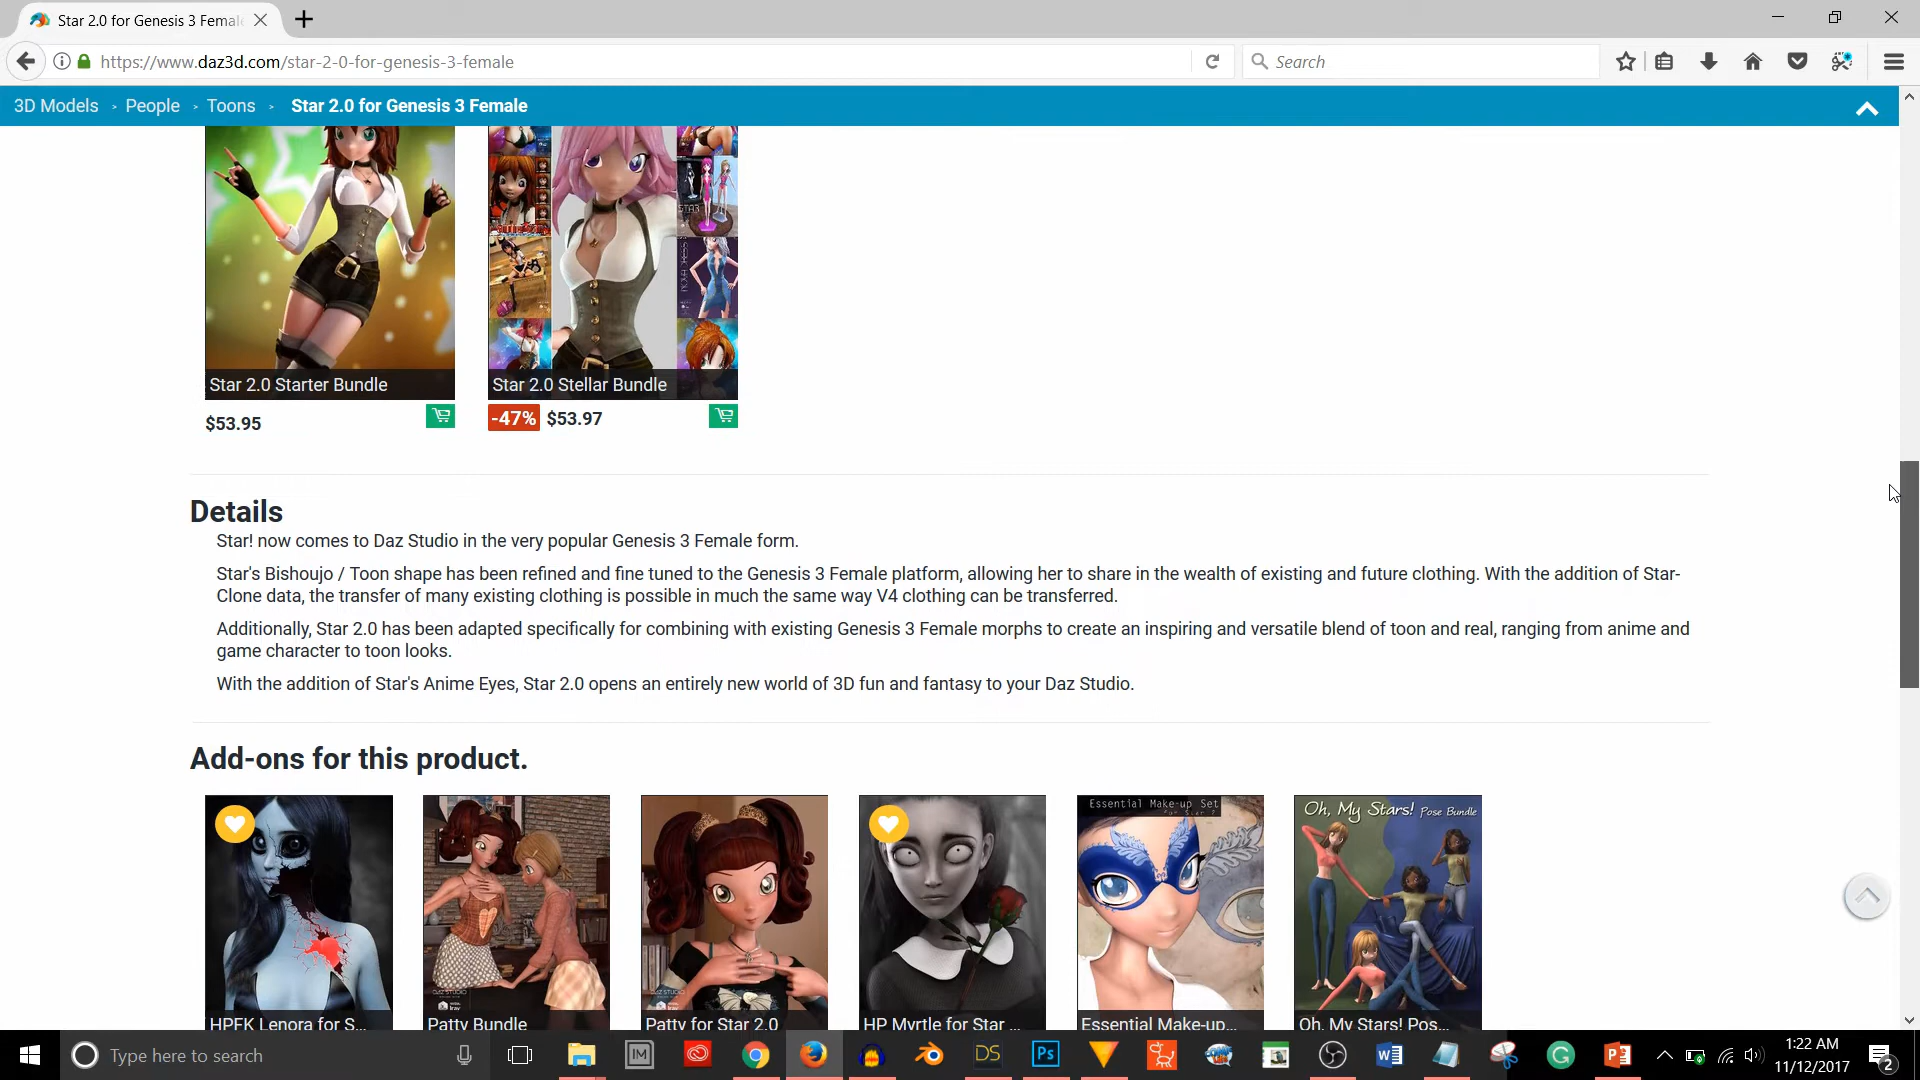 Star 2.0 for Genesis 3 Femal
https://www.daz3d.com/star-2-0-for-genesis-3-female
Search
3D Models
People
Toons
Star 2.0 for Genesis 3 Female
STAR
Star 2.0 Starter Bundle
Star 2.0 Stellar Bundle
$53.95
-47% $53.97
Details
Star! now comes to Daz Studio in the very popular Genesis 3 Female form.
Star's Bishoujo / Toon shape has been refined and fine tuned to the Genesis 3 Female platform, allowing her to share in the wealth of existing and future clothing. With the addition of Star-
Clone data, the transfer of many existing clothing is possible in much the same way V4 clothing can be transferred.
Additionally, Star 2.0 has been adapted specifically for combining with existing Genesis 3 Female morphs to create an inspiring and versatile blend of toon and real, ranging from anime and
game character to toon looks.
With the addition of Star's Anime Eyes, Star 2.0 opens an entirely new world of 3D fun and fantasy to your Daz Studio.
Add-ons for this product.
Essential Make-up Set
Oh, My Stars! Pose Bundle
HPFK Lenora for S...
Patty Bundle
Patty for Star 2.0
HP Myrtle for Star ...
Essential Make-up...
Oh, My Stars! Pos...
Type here to search
IM
DS
Ps
1:22 AM
11/12/2017
2